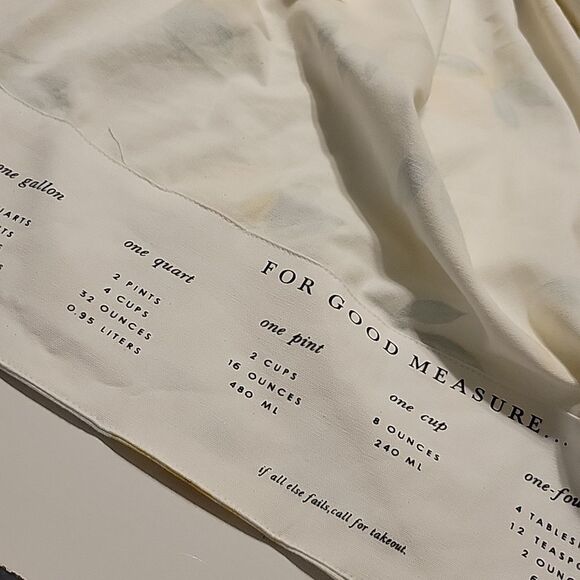 FOR GOOD MEASURE...
one gallon
one quart
2 PINTS
4 CUPS
32 OUNCES
0.95 LITERS
one pint
2 CUPS
16 OUNCES
480 ML
one cup
8 OUNCES
240 ML
4
12
2
if all else fails, call for takeout.